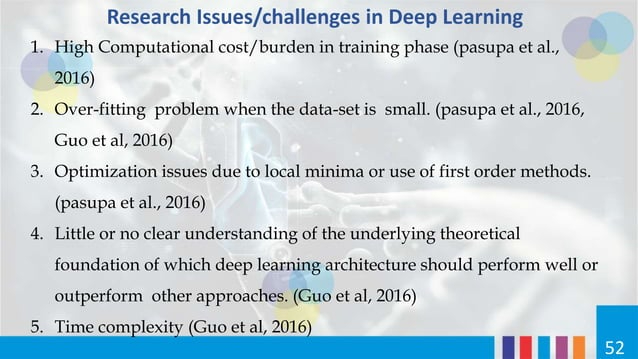 Research Issues/challenges in Deep Learning
1. High Computational cost/burden in training phase (pasupa et al.,
2016)
2. Over-fitting problem when the data-set is small. (pasupa et al., 2016,
Guo et al, 2016)
3. Optimization issues due to local minima or use of first order methods.
(pasupa et al., 2016)
4. Little or no clear understanding of the underlying theoretical
foundation of which deep learning architecture should perform well or
outperform other approaches. (Guo et al, 2016)
5. Time complexity (Guo et al, 2016)
52